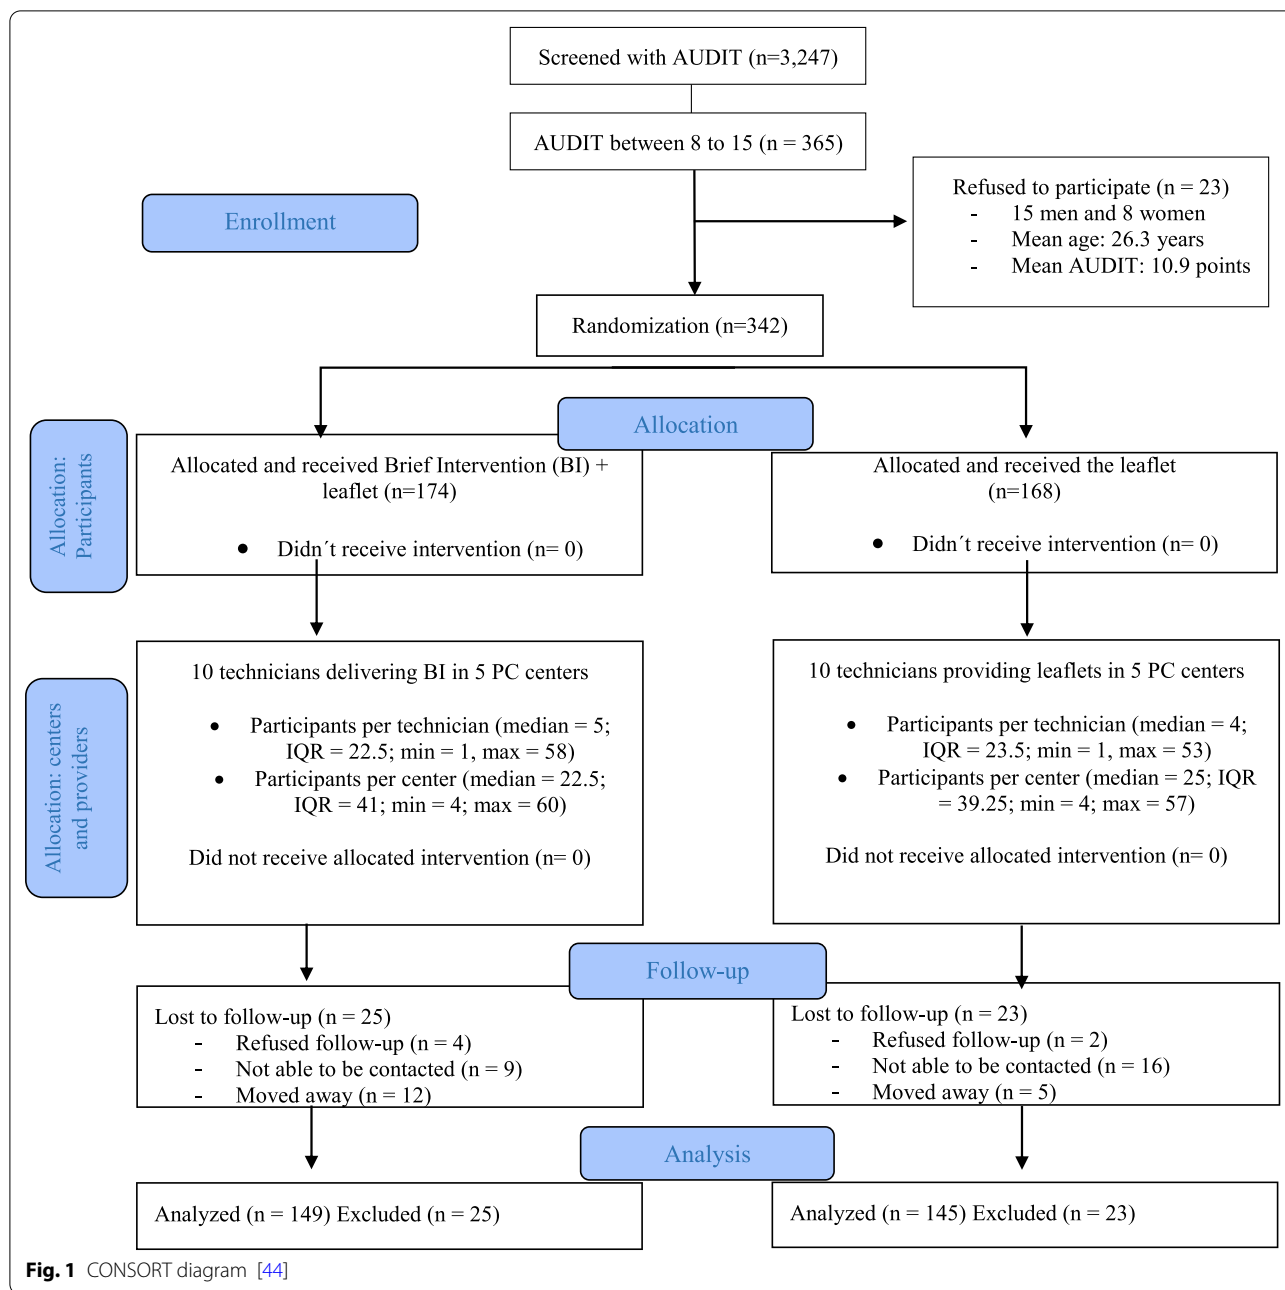 Screened with AUDIT (n=3,247)
AUDIT between 8 to 15 (n = 365)
Enrollment
Refused to participate (n = 23)
- 15 men and 8 women
- Mean age: 26.3 years
- Mean AUDIT: 10.9 points
Randomization (n=342)
Allocation
Allocation:
Participants
Allocated and received Brief Intervention (BI) +
leaflet (n=174)
● Didn´t receive intervention (n= 0)
Allocated and received the leaflet
(n=168)
● Didn´t receive intervention (n= 0)
Allocation: centers
and providers
10 technicians delivering BI in 5 PC centers
● Participants per technician (median = 5;
IQR = 22.5; min = 1, max = 58)
● Participants per center (median = 22.5;
IQR = 41; min = 4; max = 60)
Did not receive allocated intervention (n= 0)
10 technicians providing leaflets in 5 PC centers
● Participants per technician (median = 4;
IQR = 23.5; min = 1, max = 53)
● Participants per center (median = 25; IQR
= 39.25; min = 4; max = 57)
Did not receive allocated intervention (n= 0)
Follow-up
Lost to follow-up (n = 25)
- Refused follow-up (n = 4)
- Not able to be contacted (n = 9)
- Moved away (n = 12)
Lost to follow-up (n = 23)
- Refused follow-up (n = 2)
- Not able to be contacted (n = 16)
- Moved away (n = 5)
Analysis
Analyzed (n = 149) Excluded (n = 25)
Analyzed (n = 145) Excluded (n = 23)
Fig. 1 CONSORT diagram [44]